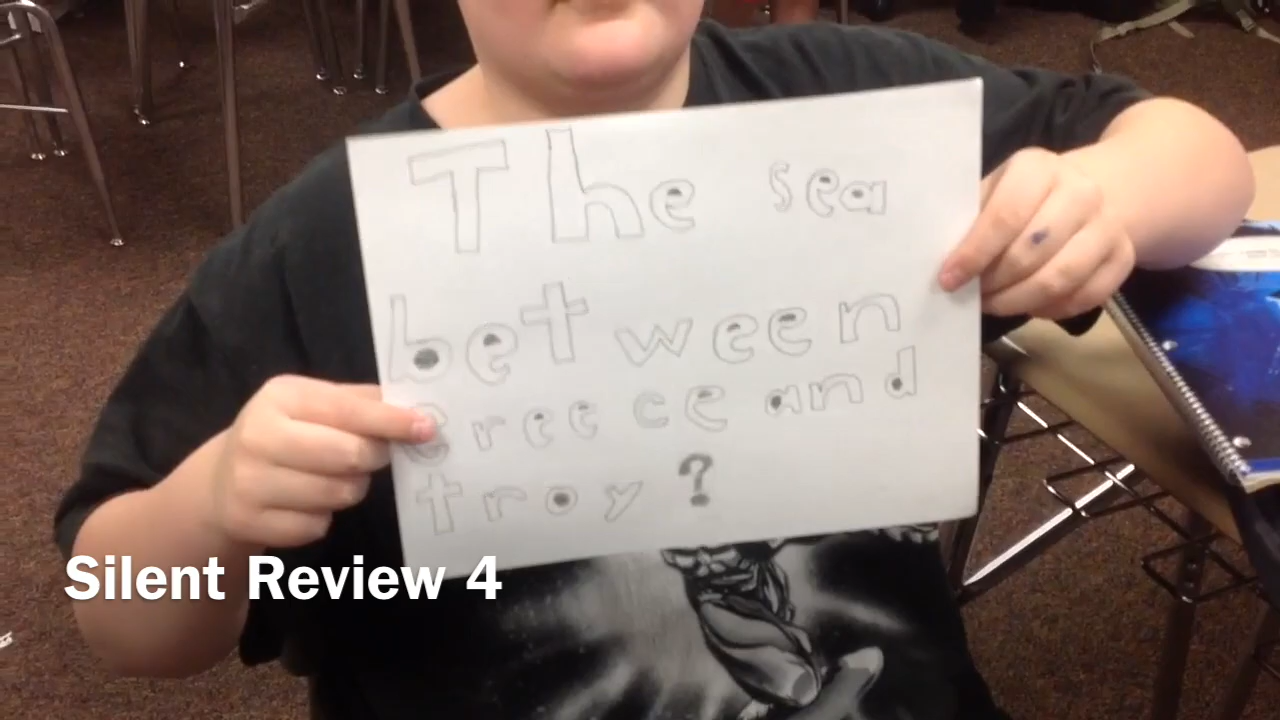 The sea
between
Greece and
troy?
Silent Review 4